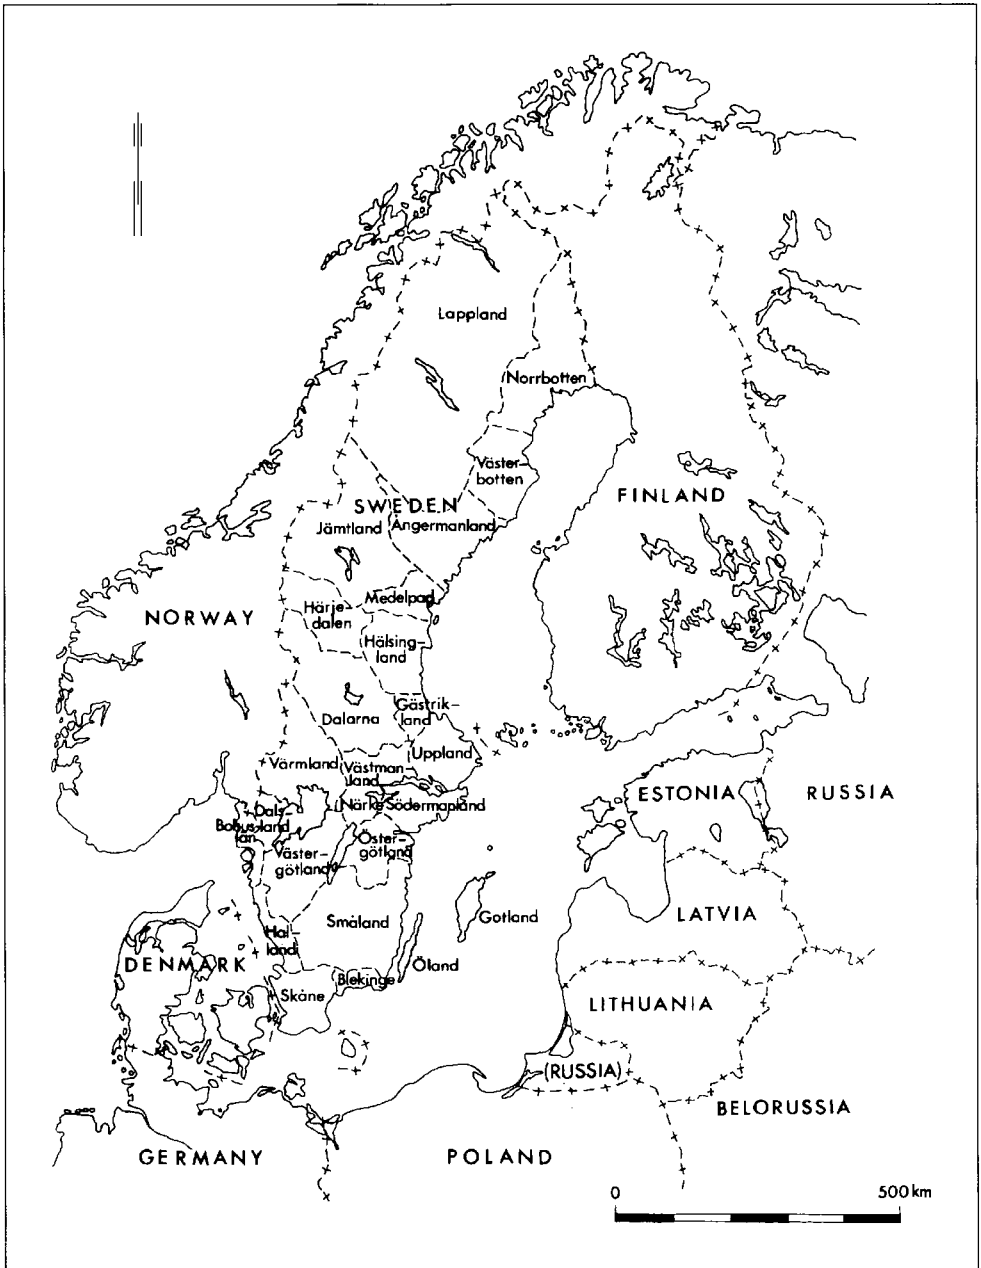 Lappland
Norrbotten
Väster-
botten
SWEDEN
FINLAND
Jämtland
Angermanland
NORWAY
Härje-
dalen
Medelpad
Hälsing-
land
Dalarna
Gästrik-
land
Uppland
Värmland
Västman
land
Närke
Södermanland
ESTONIA
RUSSIA
Dals-
land
Bohus-
län
Väster-
götland
Öster-
götland
Småland
Gotland
LATVIA
Hal-
land
DENMARK
Öland
Blekinge
Skåne
LITHUANIA
(RUSSIA)
BELORUSSIA
GERMANY
POLAND
0 500 km